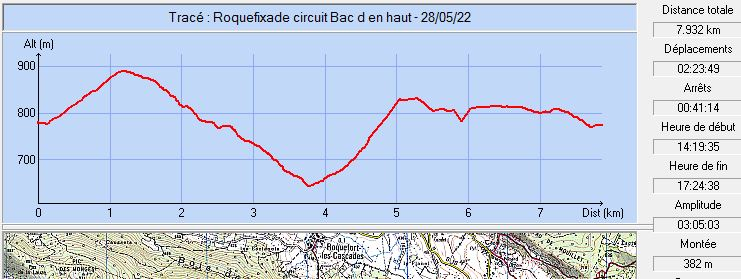 Tracé : Roquefixade circuit Bac d en haut - 28/05/22
Alt (m)
900
800
700
0 1 2 3 4 5 6 7 Dist (km)
Distance totale
7.932 km
Déplacements
02:23:49
Arrêts
00:41:14
Heure de début
14:19:35
Heure de fin
17:24:38
Amplitude
03:05:03
Montée
382 m
PIC
DES MONGES
Roquefort
les-Cascades